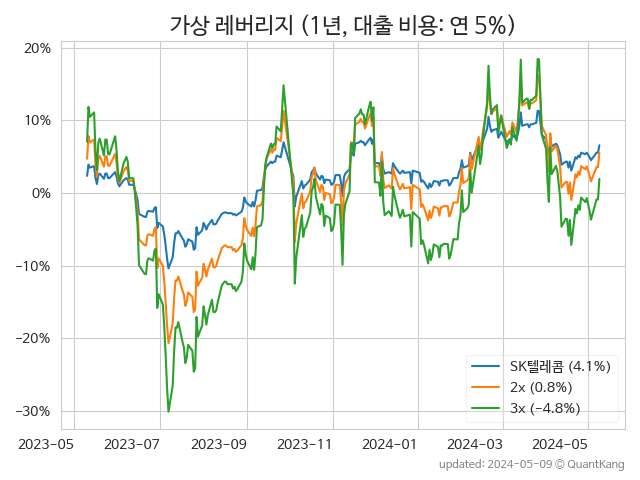 가상 레버리지 (1년, 대출 비용: 연 5%)
20%
10%
0%
−10%
−20%
−30%
SK텔레콤 (4.1%)
2x (0.8%)
3x (−4.8%)
2023-05 2023-07 2023-09 2023-11 2024-01 2024-03 2024-05
updated: 2024-05-09 © QuantKang